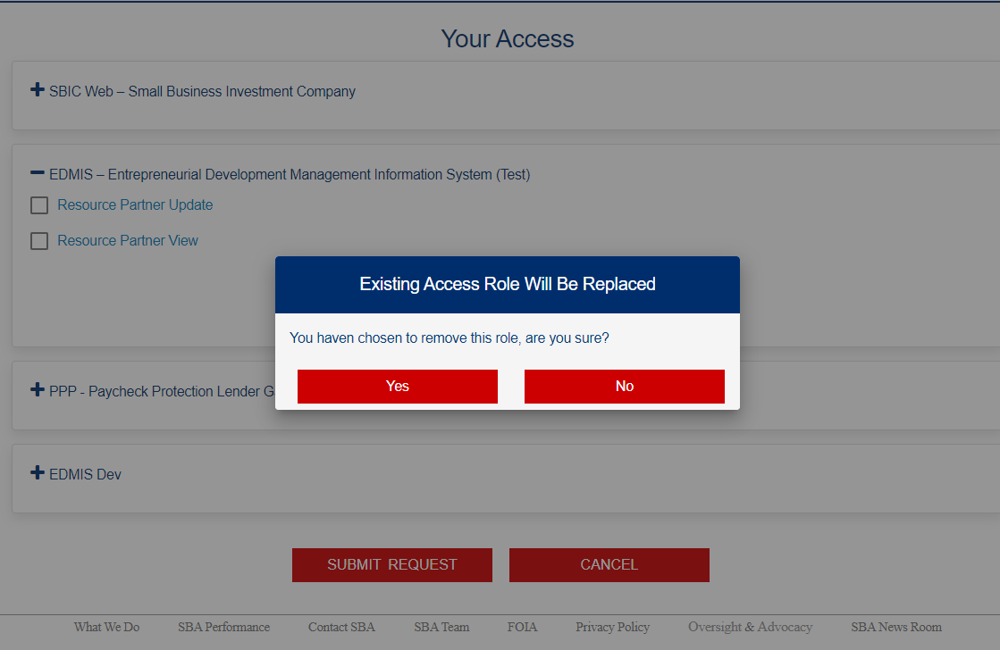 Your Access
SBIC Web – Small Business Investment Company
EDMIS – Entrepreneurial Development Management Information System (Test)
Resource Partner Update
Resource Partner View
Existing Access Role Will Be Replaced
You haven chosen to remove this role, are you sure?
Yes No
PPP - Paycheck Protection Lender G
EDMIS Dev
SUBMIT REQUEST CANCEL
What We Do SBA Performance Contact SBA SBA Team FOIA Privacy Policy Oversight & Advocacy SBA News Room